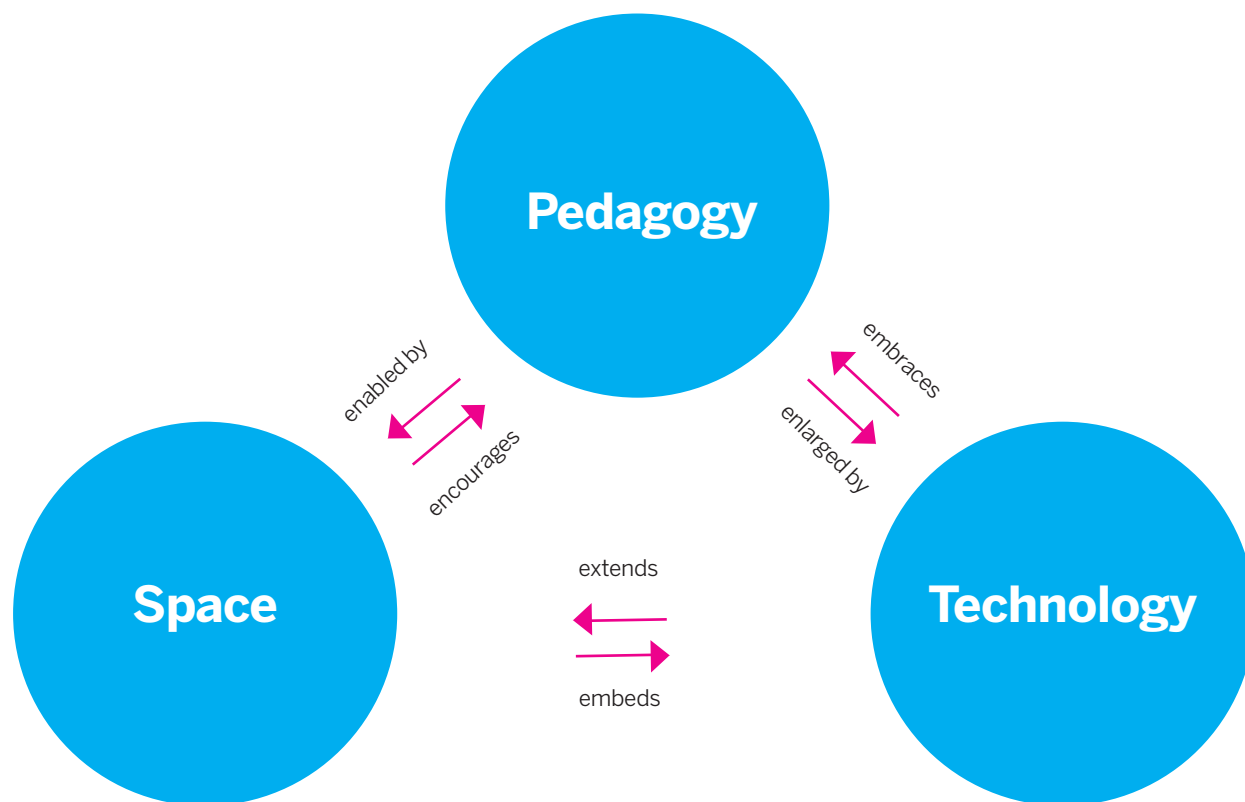 Pedagogy
enabled by
encourages
embraces
enlarged by
Space
extends
embeds
Technology